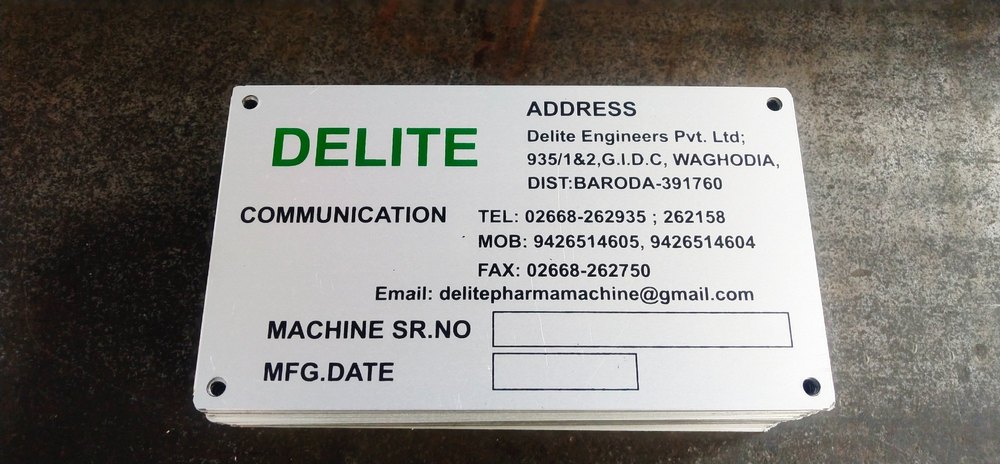 DELITE
ADDRESS
Delite Engineers Pvt. Ltd;
935/1&2,G.I.D.C, WAGHODIA,
DIST:BARODA-391760
COMMUNICATION TEL: 02668-262935 ; 262158
MOB: 9426514605, 9426514604
FAX: 02668-262750
Email: delitepharmamachine@gmail.com
MACHINE SR.NO
MFG.DATE